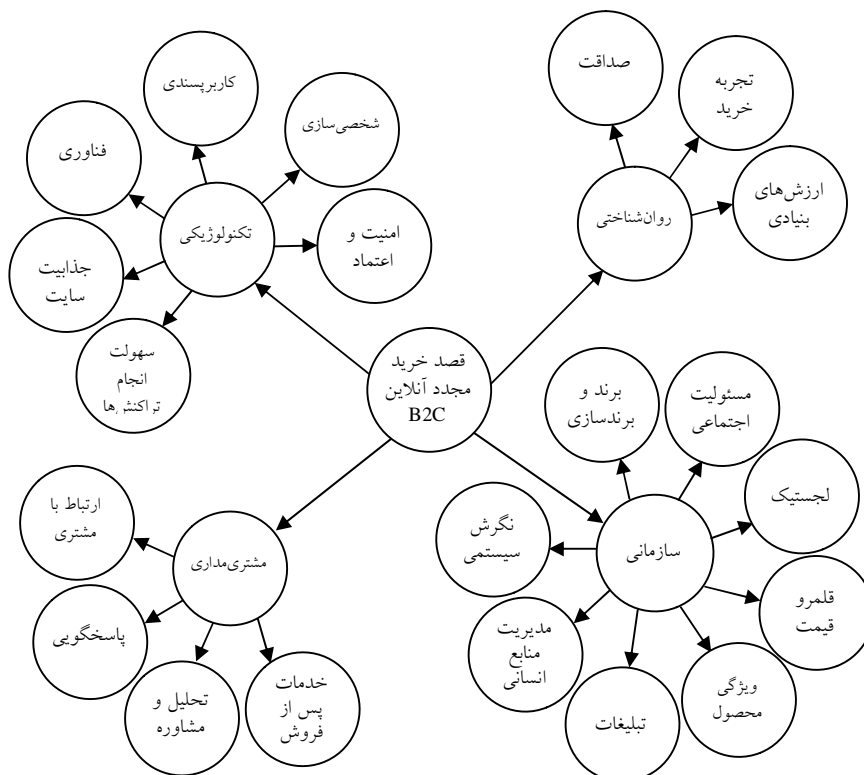 صداقت
کاربرپسندی
تجربه
خرید
شخصی‌سازی
فناوری
ارزش‌های
بنیادی
روان‌شناختی
تکنولوژیکی
امنیت و
اعتماد
جذابیت
سایت
سهولت
انجام
تراکنش‌ها
قصد خرید
مجدد آنلاین
B2C
برند و
برندسازی
مسئولیت
اجتماعی
لجستیک
ارتباط با
مشتری
نگرش
سیستمی
سازمانی
مشتری‌مداری
قلمرو
قیمت
پاسخگویی
مدیریت
منابع
انسانی
خدمات
پس از
فروش
تحلیل و
مشاوره
تبلیغات
ویژگی
محصول